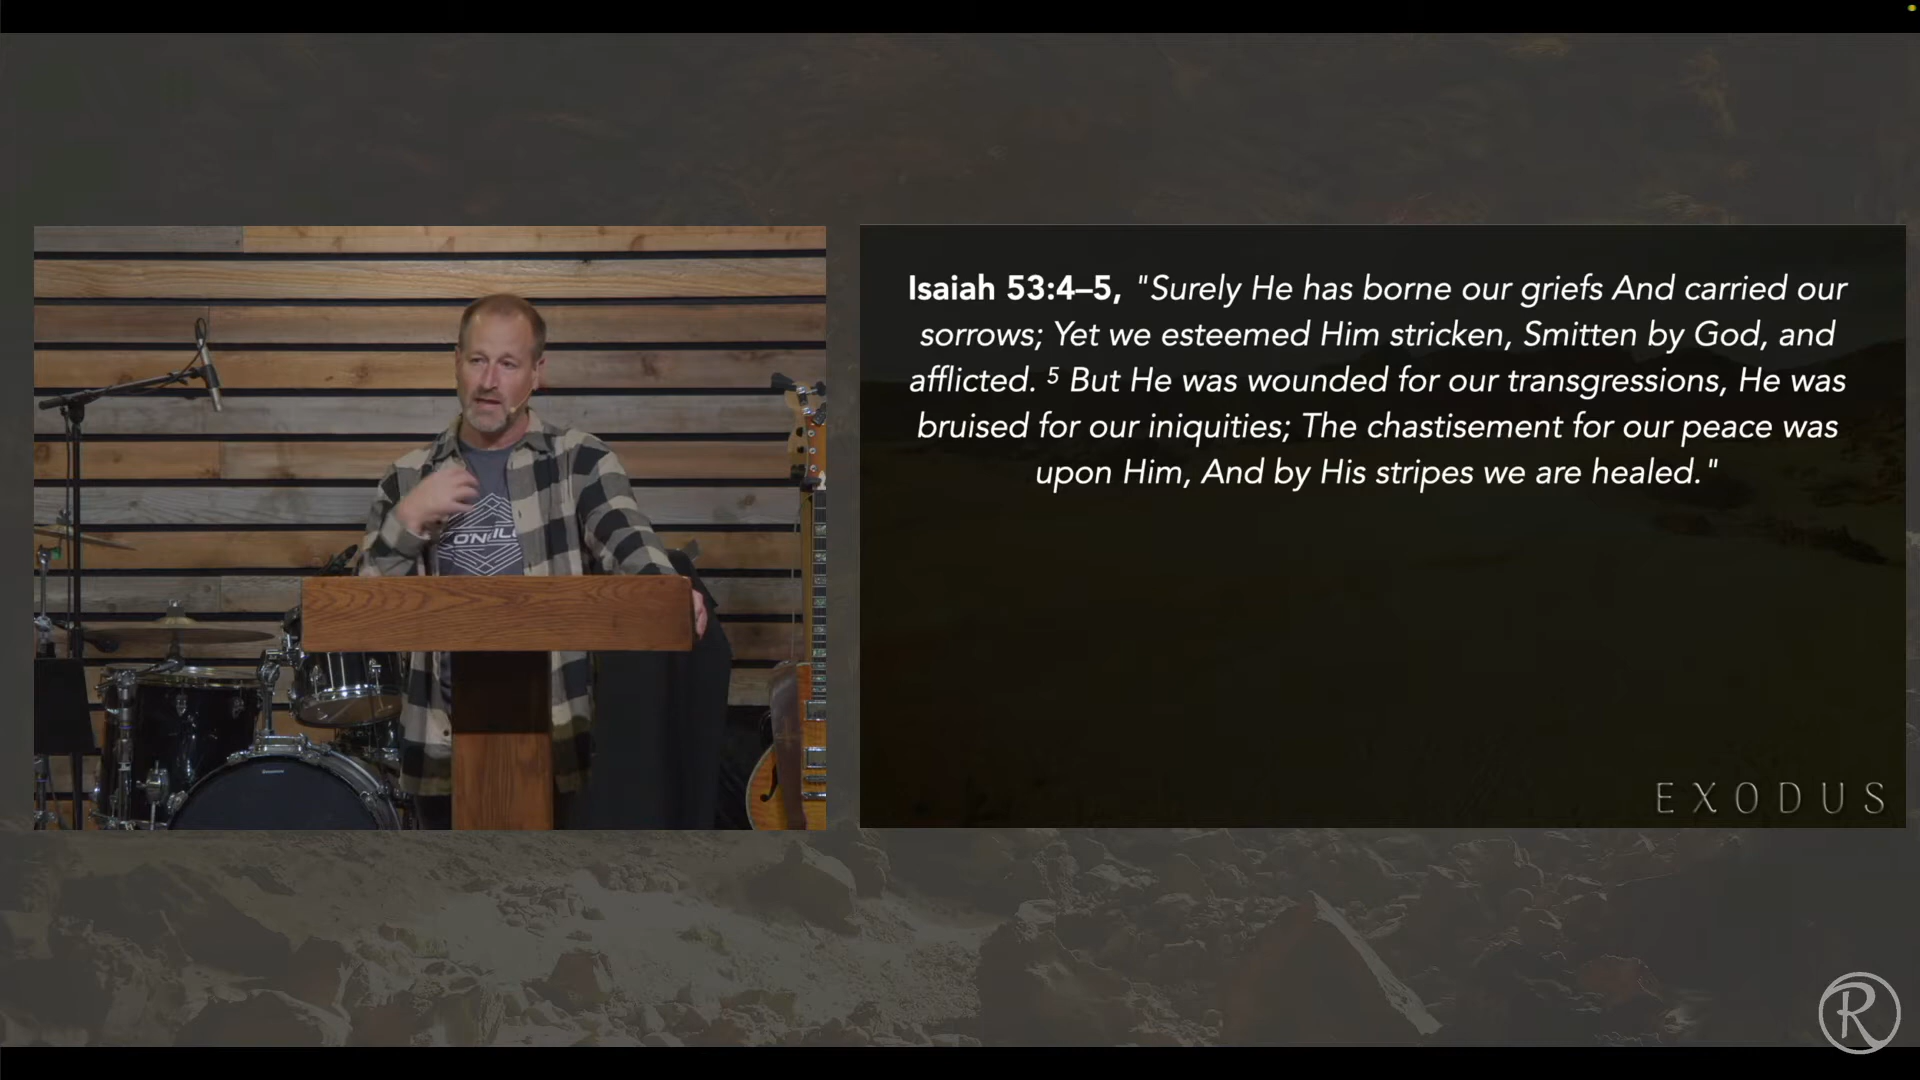 Isaiah 53:4–5, "Surely He has borne our griefs And carried our
sorrows; Yet we esteemed Him stricken, Smitten by God, and
afflicted. ⁵ But He was wounded for our transgressions, He was
bruised for our iniquities; The chastisement for our peace was
upon Him, And by His stripes we are healed."
O'NEILL
EXODUS
R